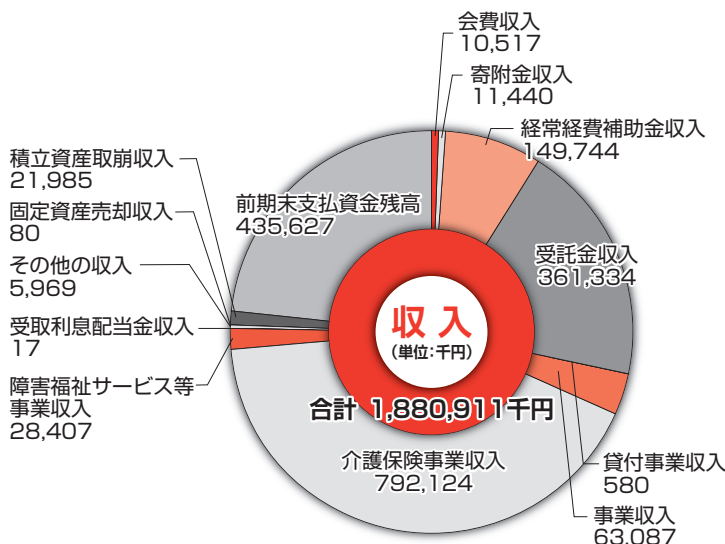 会費収入
10,517
寄附金収入
11,440
経常経費補助金収入
149,744
受託金収入
361,334
貸付事業収入
580
事業収入
63,087
介護保険事業収入
792,124
障害福祉サービス等
事業収入
28,407
受取利息配当金収入
17
その他の収入
5,969
固定資産売却収入
80
積立資産取崩収入
21,985
前期末支払資金残高
435,627
収 入
（単位：千円）
合計 1,880,911千円